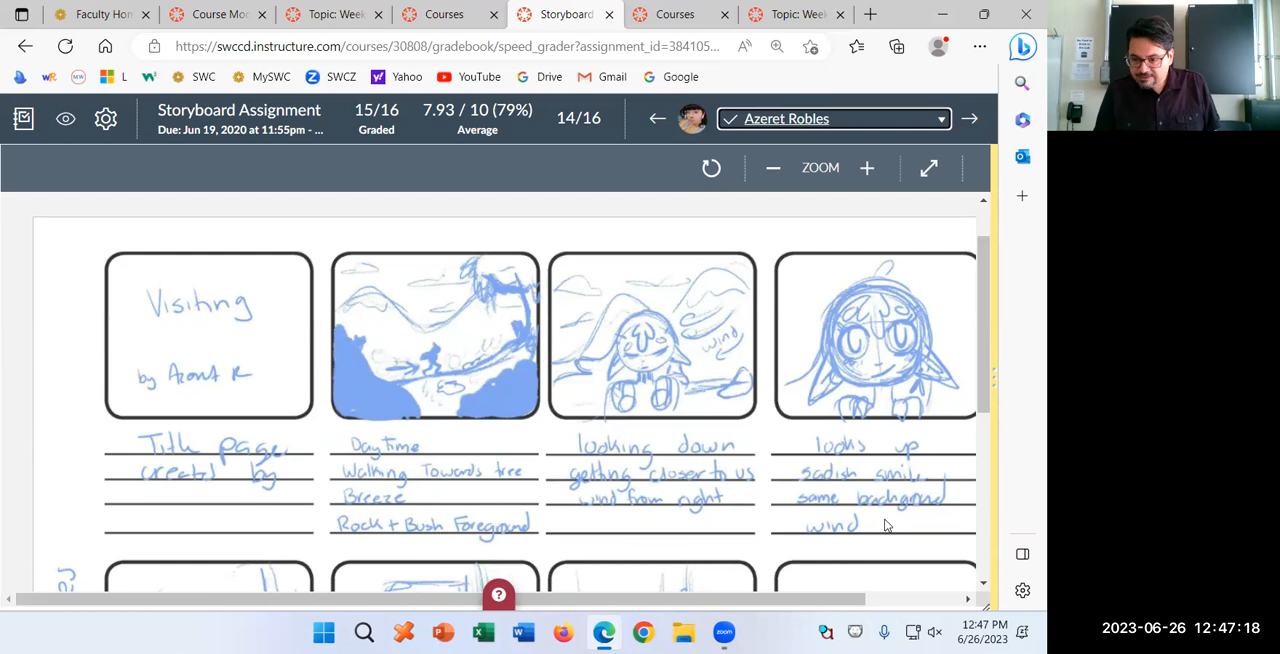 Faculty Hom
Course Moc
Topic: Week
Courses
Storyboard
Courses
Topic: Week
https://swccd.instructure.com/courses/30808/gradebook/speed_grader?assignment_id=384105...
L
SWC
MySWC
SWCZ
Yahoo
YouTube
Drive
Gmail
Google
Storyboard Assignment
Due: Jun 19, 2020 at 11:55pm - ...
15/16
Graded
7.93 / 10 (79%)
Average
14/16
Azeret Robles
ZOOM
Visiting
by Azeret R
wind
Title page
created by
Daytime
Walking Towards tree
Breeze
Rock + Bush Foreground
looking down
getting closer to us
wind from right
looks up
sadish smile
same background
wind
12:47 PM
6/26/2023
2023-06-26 12:47:18